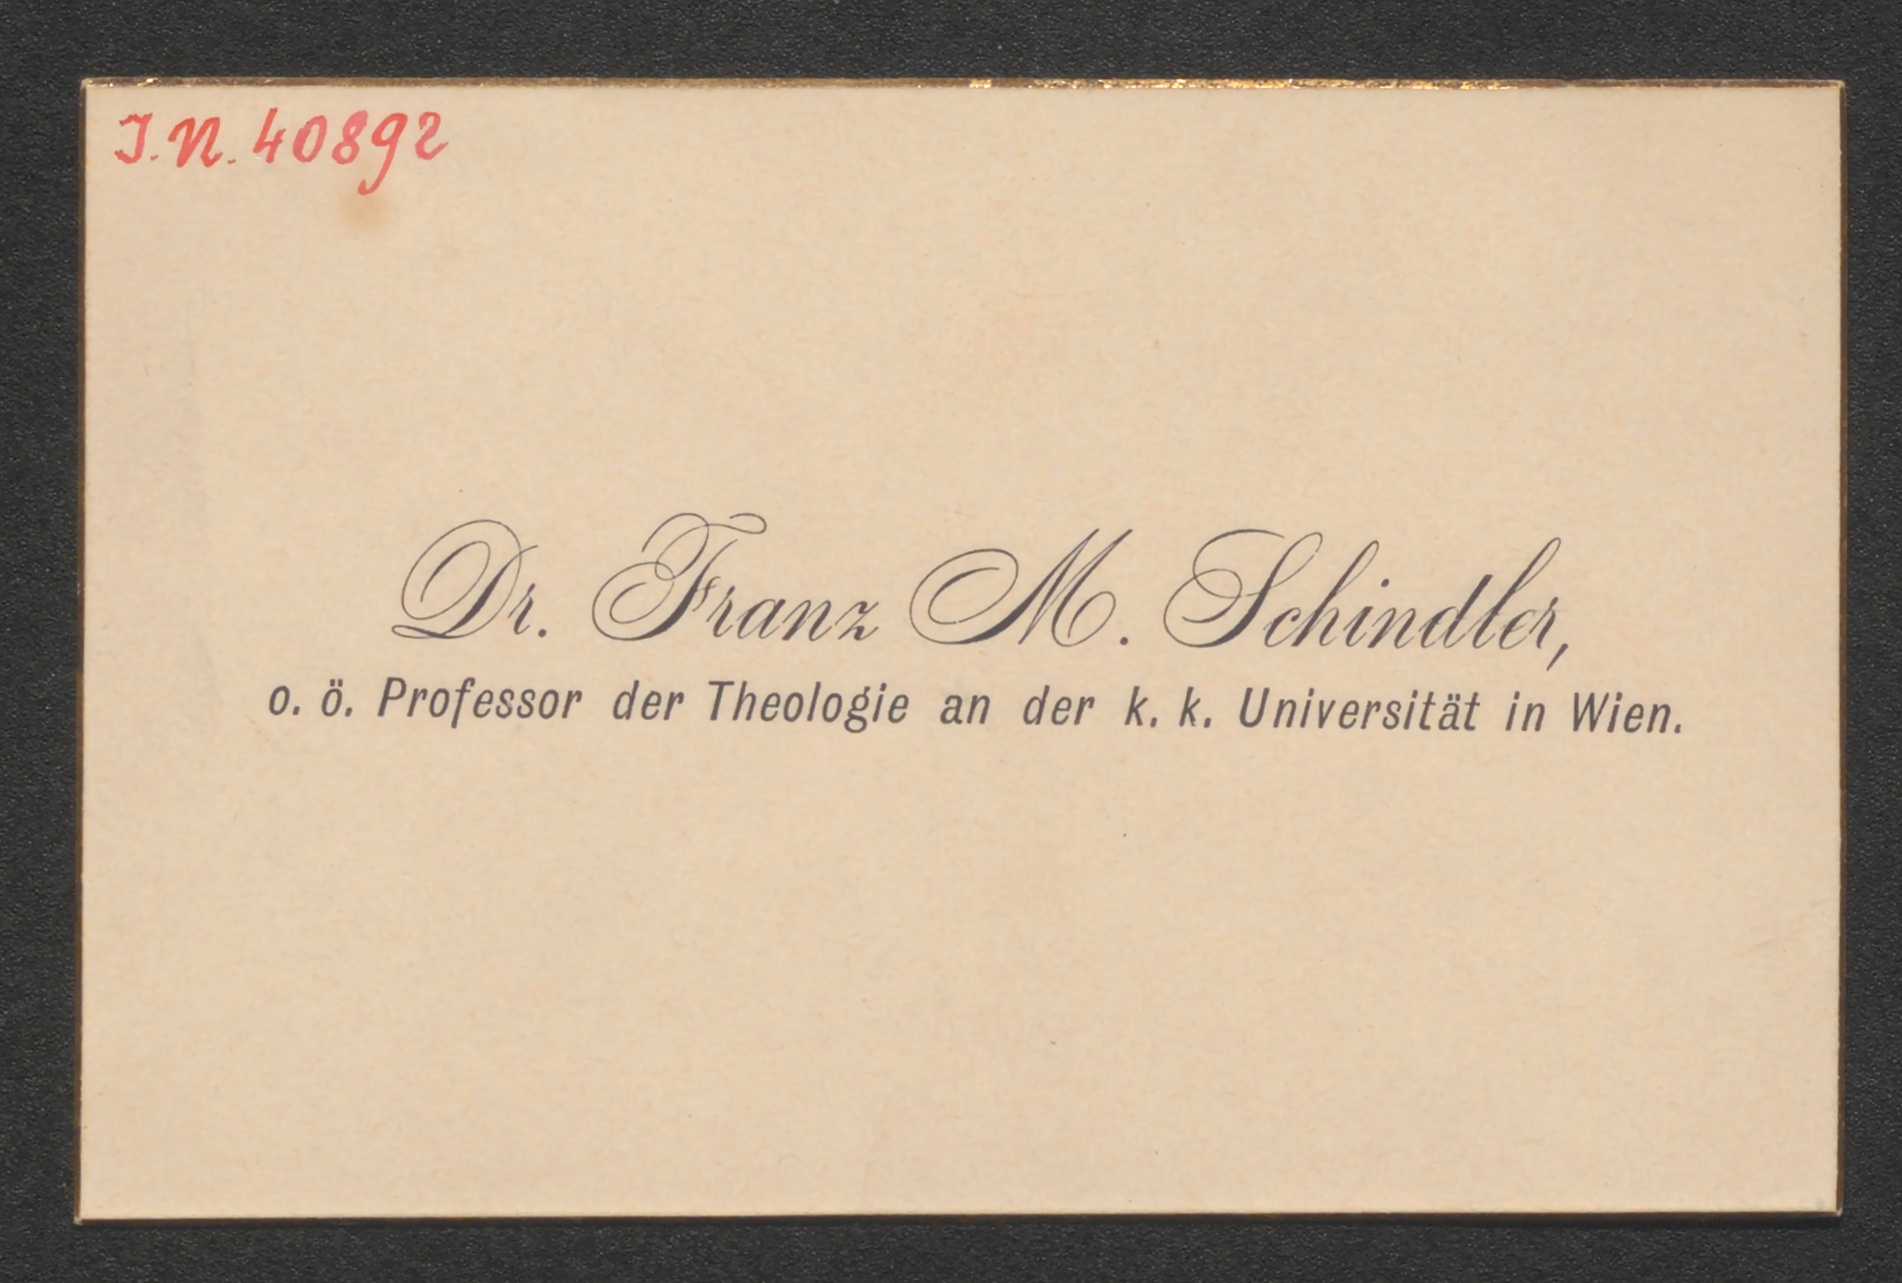 J.N. 40892
Dr. Franz M. Schindler,
o. ö. Professor der Theologie an der k. k. Universität in Wien.